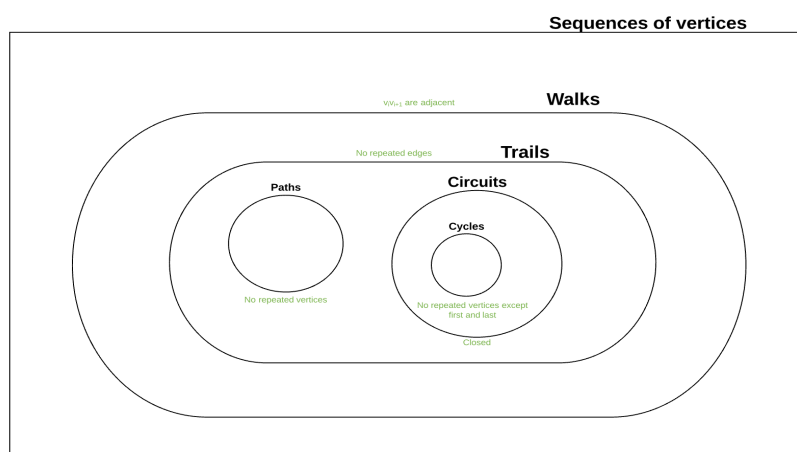 Sequences of vertices
vᵢvᵢ₊₁ are adjacent
Walks
No repeated edges
Trails
Paths
Circuits
Cycles
No repeated vertices
No repeated vertices except
first and last
Closed